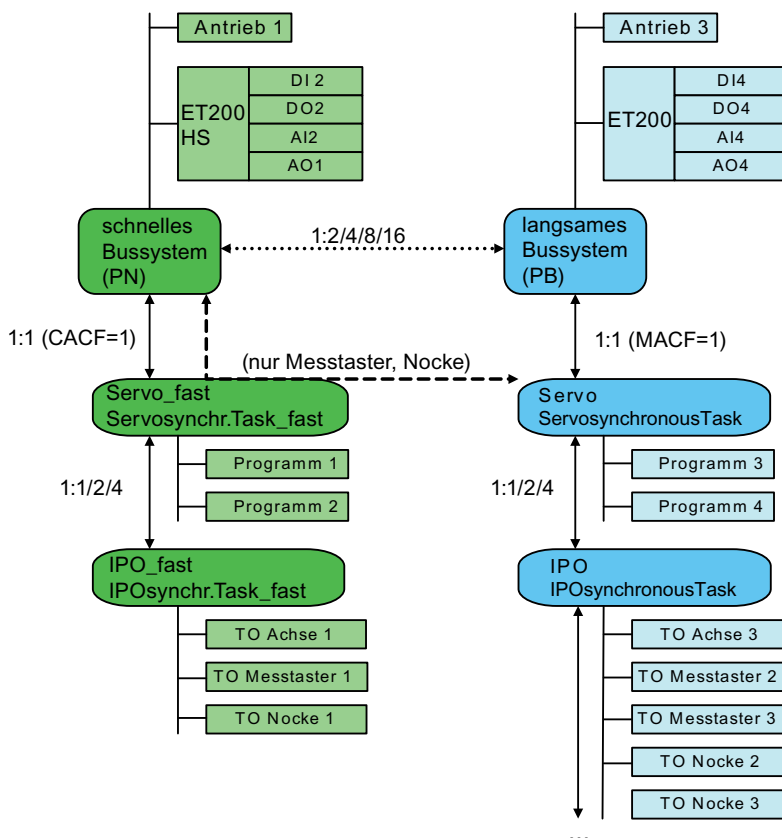 Antrieb 1
ET200
HS
DI 2
DO2
AI2
AO1
Antrieb 3
ET200
DI4
DO4
AI4
AO4
schnelles
Bussystem
(PN)
1:2/4/8/16
langsames
Bussystem
(PB)
1:1 (CACF=1)
(nur Messtaster, Nocke)
1:1 (MACF=1)
Servo_fast
Servosynchr.Task_fast
Servo
ServosynchronousTask
1:1/2/4
Programm 1
Programm 2
1:1/2/4
Programm 3
Programm 4
IPO_fast
IPOsynchr.Task_fast
IPO
IPOsynchronousTask
TO Achse 1
TO Messtaster 1
TO Nocke 1
TO Achse 3
TO Messtaster 2
TO Messtaster 3
TO Nocke 2
TO Nocke 3
...